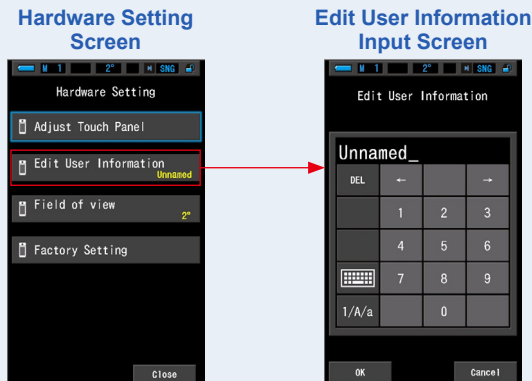 Hardware Setting
Screen
M 1 2° H SNG
Hardware Setting
Adjust Touch Panel
Edit User Information
Unnamed
Field of view
2°
Factory Setting
Close
Edit User Information
Input Screen
M 1 2° H SNG
Edit User Information
Unnamed_
DEL ← →
1 2 3
4 5 6
7 8 9
1/A/a 0
OK Cancel